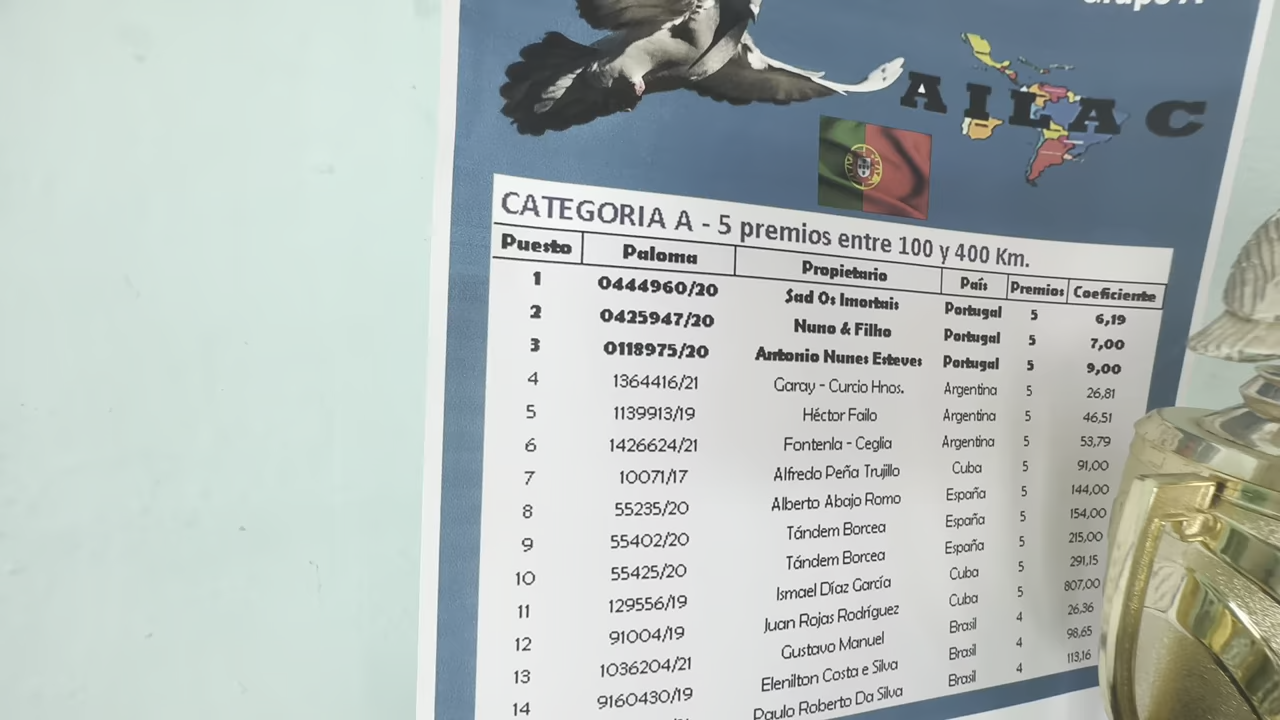 AILAC
CATEGORIA A - 5 premios entre 100 y 400 Km.
Puesto Paloma Propietario País Premios Coeficiente
1 0444960/20 Sad Os Imortais Portugal 5 6,19
2 0425947/20 Nuno & Filho Portugal 5 7,00
3 0118975/20 Antonio Nunes Esteves Portugal 5 9,00
4 1364416/21 Garay - Curcio Hnos. Argentina 5 26,81
5 1139913/19 Héctor Failo Argentina 5 46,51
6 1426624/21 Fontenla - Ceglia Argentina 5 53,79
7 10071/17 Alfredo Peña Trujillo Cuba 5 91,00
8 55235/20 Alberto Abajo Romo España 5 144,00
9 55402/20 Tándem Borcea España 5 154,00
10 55425/20 Tándem Borcea España 5 215,00
11 129556/19 Ismael Díaz García Cuba 5 291,15
12 91004/19 Juan Rojas Rodríguez Cuba 5 807,00
13 1036204/21 Gustavo Manuel Brasil 4 26,36
14 9160430/19 Elenilton Costa e Silva Brasil 4 98,65
Paulo Roberto Da Silva Brasil 4 113,16